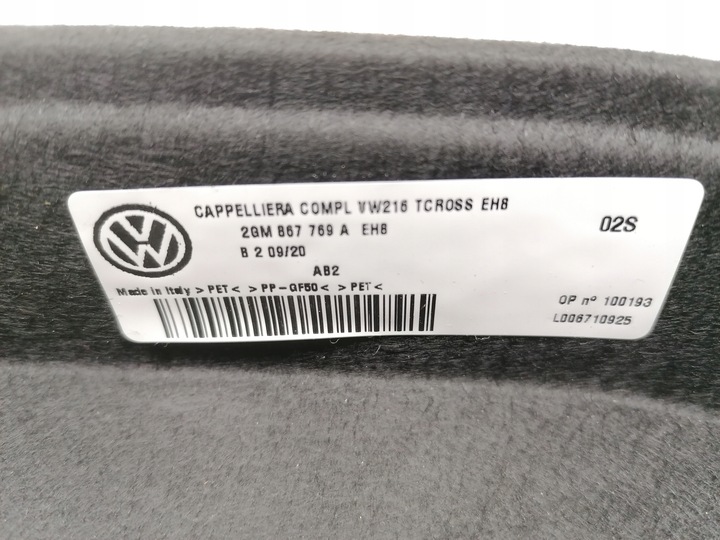 CAPPELLIERA COMPL VW216 TCROSS EH8
2GM 867 769 A EH8
02S
B 2 09/20
AB2
Made in Italy >PET< >PP-GF50< >PET<
OP n° 100193
L006710925